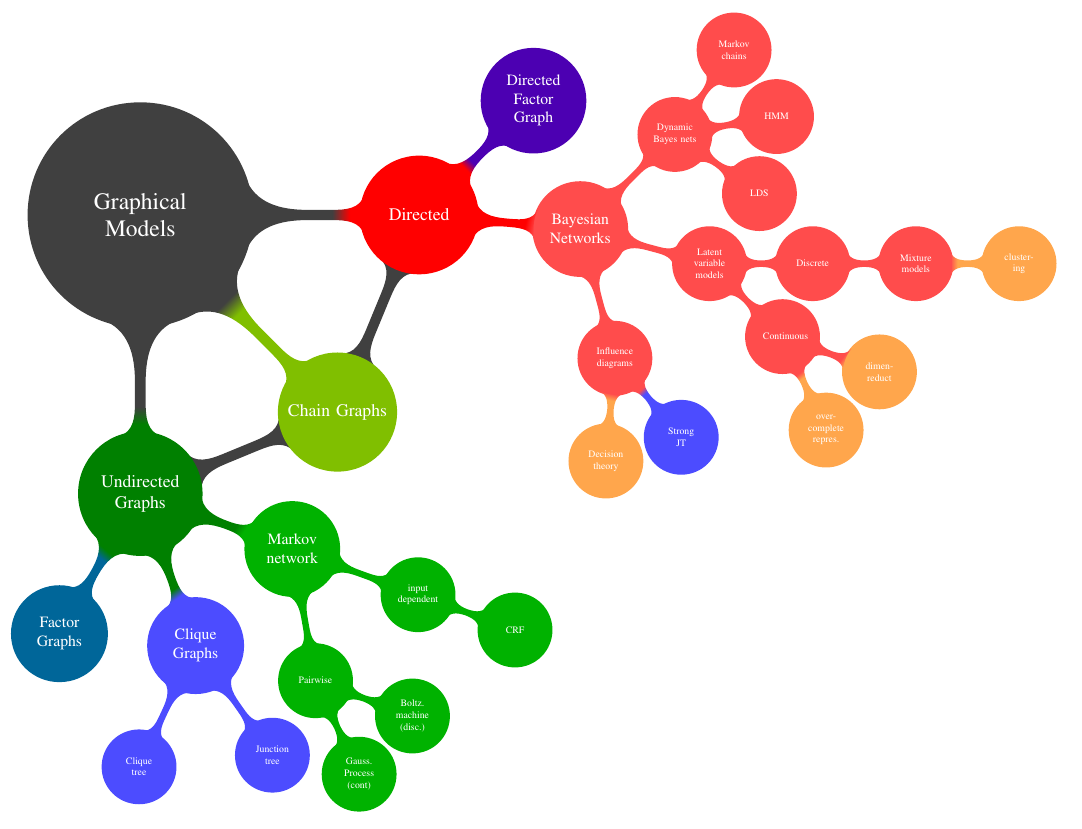 Graphical
Models
Directed
Directed
Factor
Graph
Bayesian
Networks
Dynamic
Bayes nets
Markov
chains
HMM
LDS
Latent
variable
models
Discrete
Mixture
models
cluster-
ing
Continuous
dimen-
reduct
over-
complete
repres.
Influence
diagrams
Decision
theory
Strong
JT
Chain Graphs
Undirected
Graphs
Markov
network
input
dependent
CRF
Pairwise
Boltz.
machine
(disc.)
Gauss.
Process
(cont)
Factor
Graphs
Clique
Graphs
Clique
tree
Junction
tree